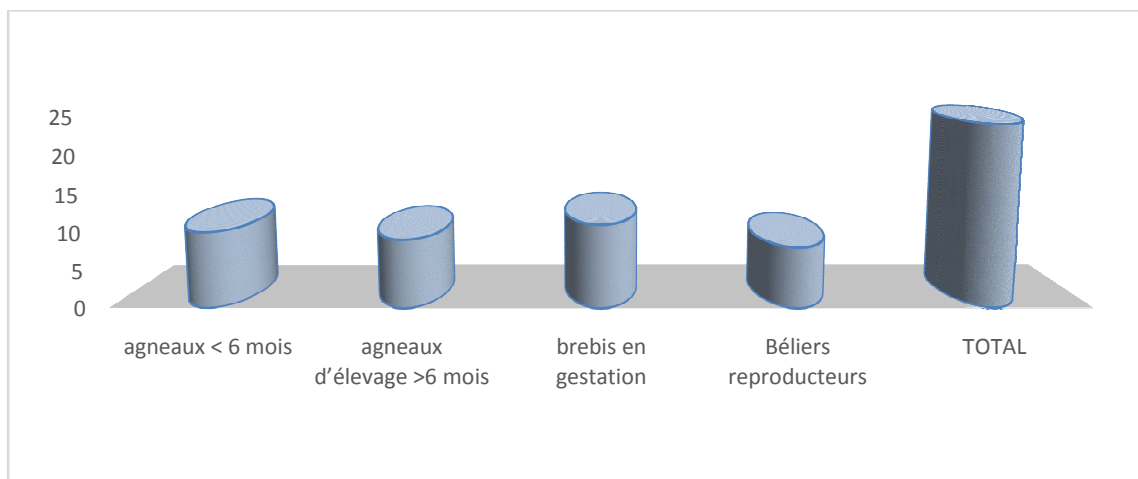 25
20
15
10
5
0
agneaux < 6 mois
agneaux
d’élevage >6 mois
brebis en
gestation
Béliers
reproducteurs
TOTAL